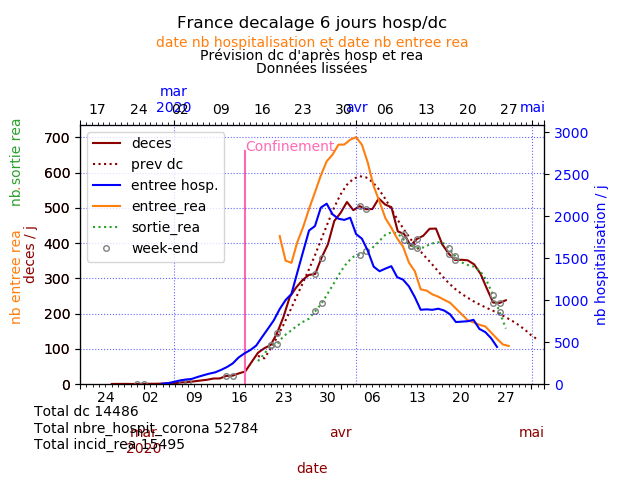 France decalage 6 jours hosp/dc
date nb hospitalisation et date nb entree rea
Prévision dc d'après hosp et rea
Données lissées
mar
avr
mai
2020
17 24 02 09 16 23 30 06 13 20 27
Confinement
deces
prev dc
entree hosp.
entree_rea
sortie_rea
week-end
700
600
500
400
300
200
100
0
nb entree rea
nb.sortie rea
deces / j
3000
2500
2000
1500
1000
500
0
nb hospitalisation / j
24 02 09 16 23 30 06 13 20 27
Total dc 14486
Total nbre_hospit_corona 52784
Total incid_rea 15495
mar
avr
mai
2020
date